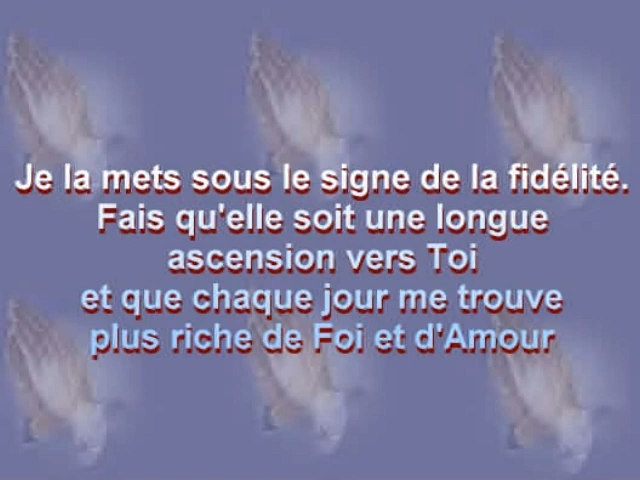 Je la mets sous le signe de la fidélité.
Fais qu'elle soit une longue
ascension vers Toi
et que chaque jour me trouve
plus riche de Foi et d'Amour